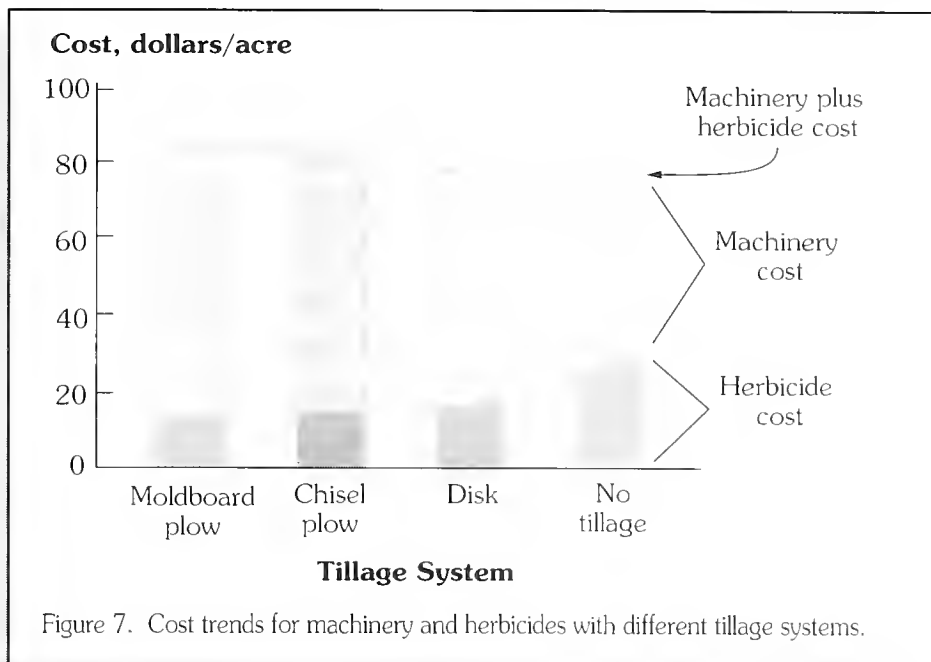 Cost, dollars/acre
100
80
60
40
20
0
Machinery plus
herbicide cost
Machinery
cost
Herbicide
cost
Moldboard
plow
Chisel
plow
Disk
No
tillage
Tillage System
Figure 7. Cost trends for machinery and herbicides with different tillage systems.